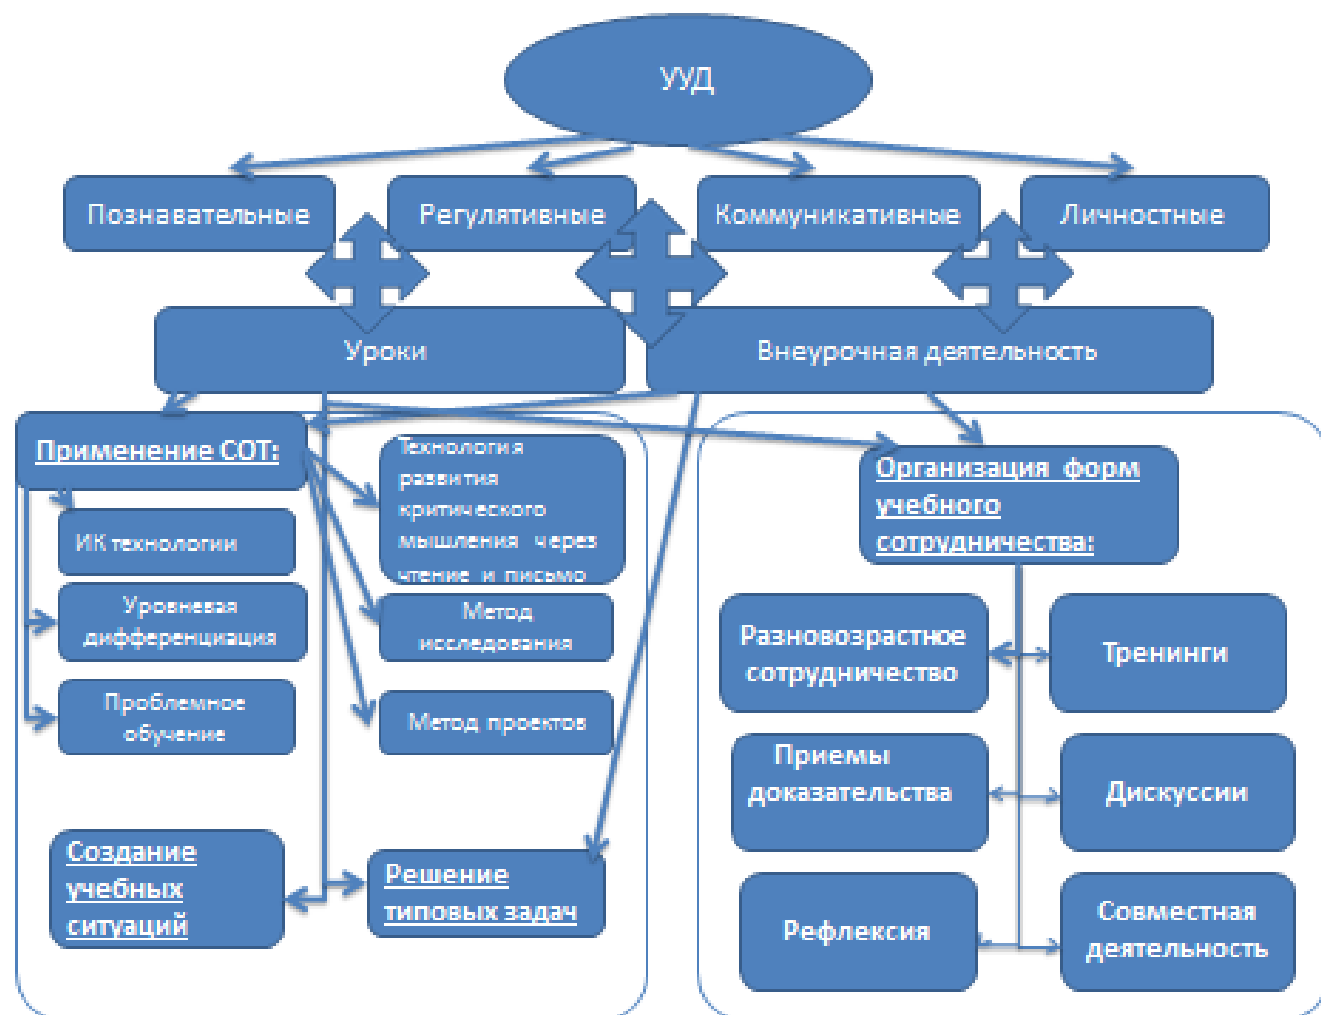 УУД
Познавательные
Регулятивные
Коммуникативные
Личностные
Уроки
Внеурочная деятельность
Применение СОТ:
ИК технологии
Уровневая
дифференциация
Проблемное
обучение
Технология
развития
критического
мышления через
чтение и письмо
Метод
исследования
Метод проектов
Создание
учебных
ситуаций
Решение
типовых задач
Организация форм
учебного
сотрудничества:
Разновозрастное
сотрудничество
Тренинги
Приемы
доказательства
Дискуссии
Рефлексия
Совместная
деятельность